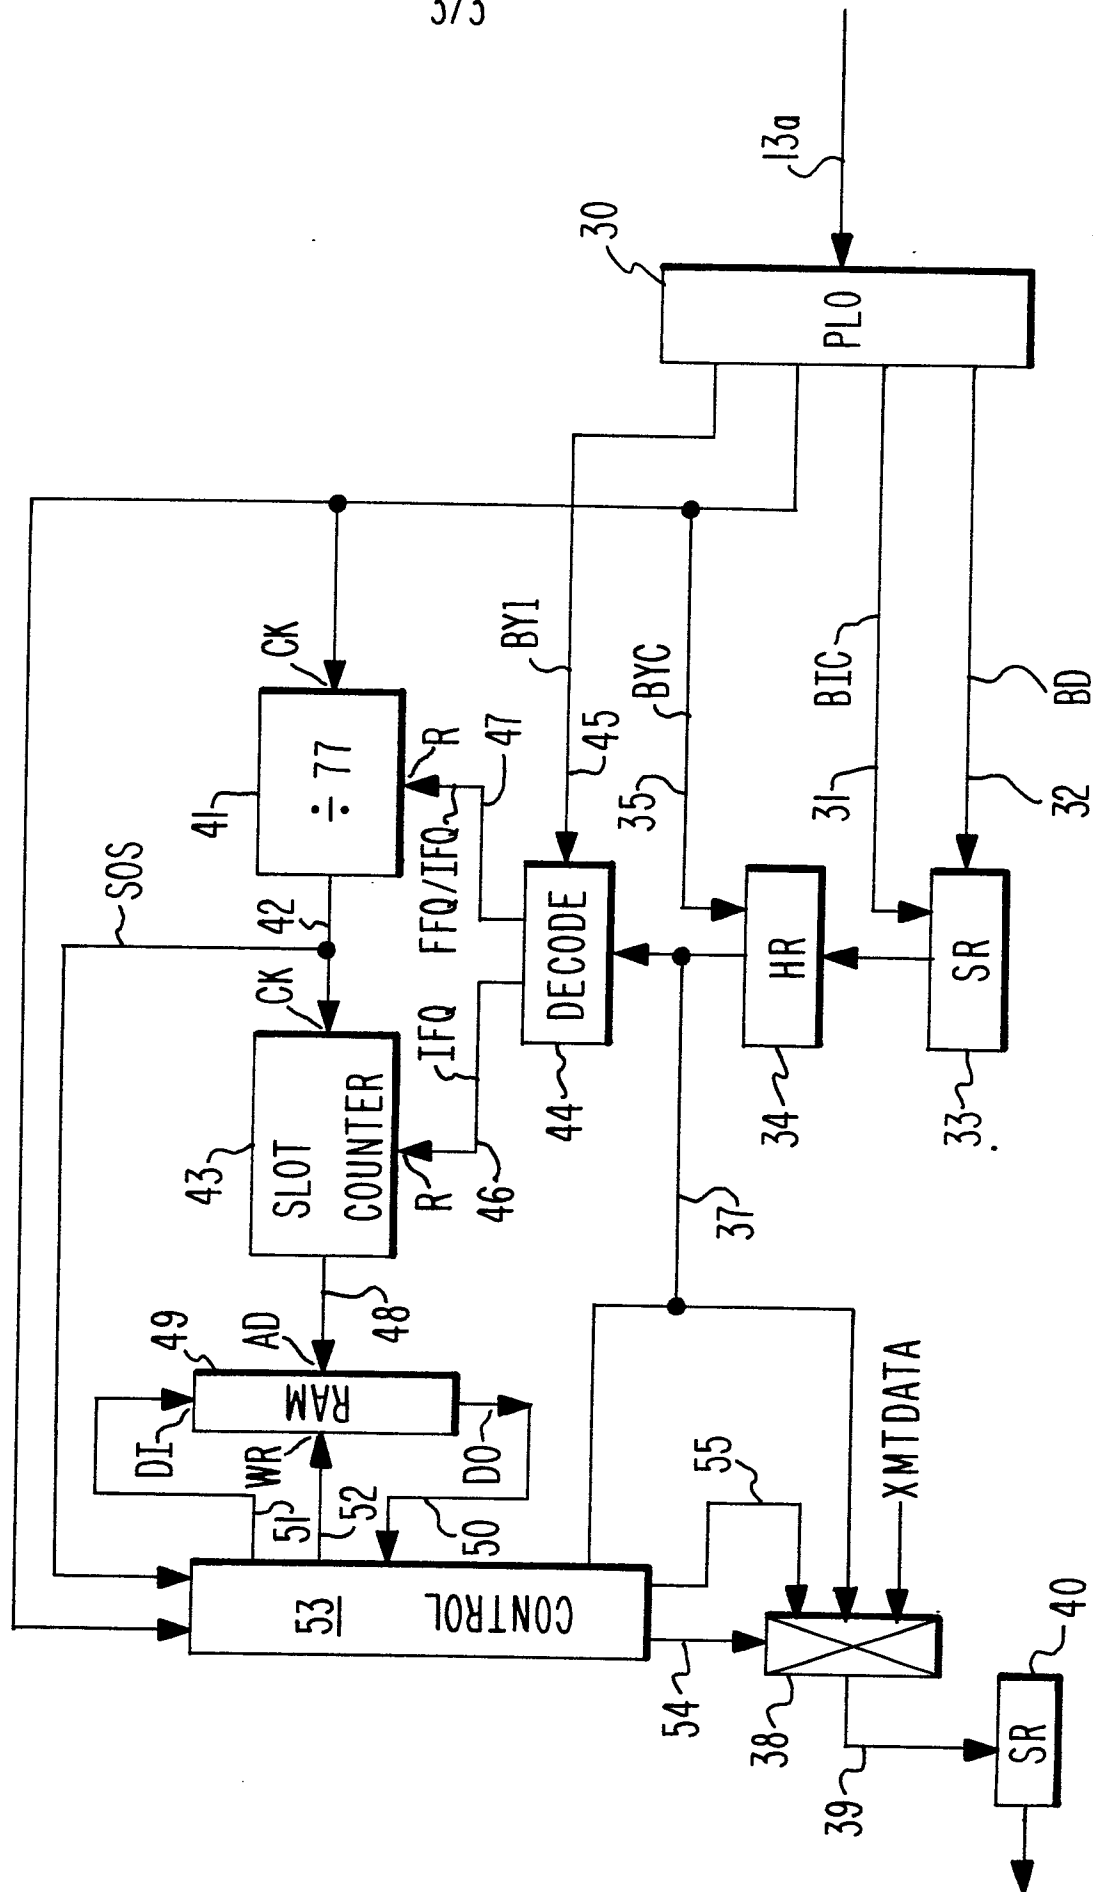 5/5
13a
30
PLO
CK
÷ 77
41
R
47
FFQ/IFQ
SOS
42
BY1
45
BYC
35
BIC
31
BD
32
CK
SLOT
COUNTER
43
R
46
IFQ
DECODE
44
HR
34
SR
33
48
AD
49
RAM
DI
WR
DO
51
52
50
37
53
CONTROL
55
54
XMTDATA
38
39
40
SR